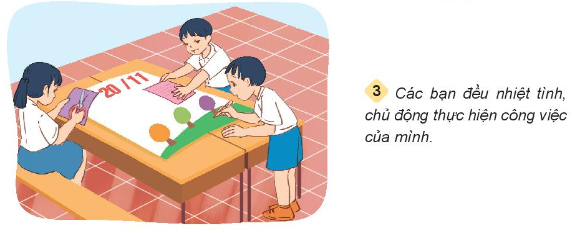 20/11
3 Các bạn đều nhiệt tình,
chủ động thực hiện công việc
của mình.